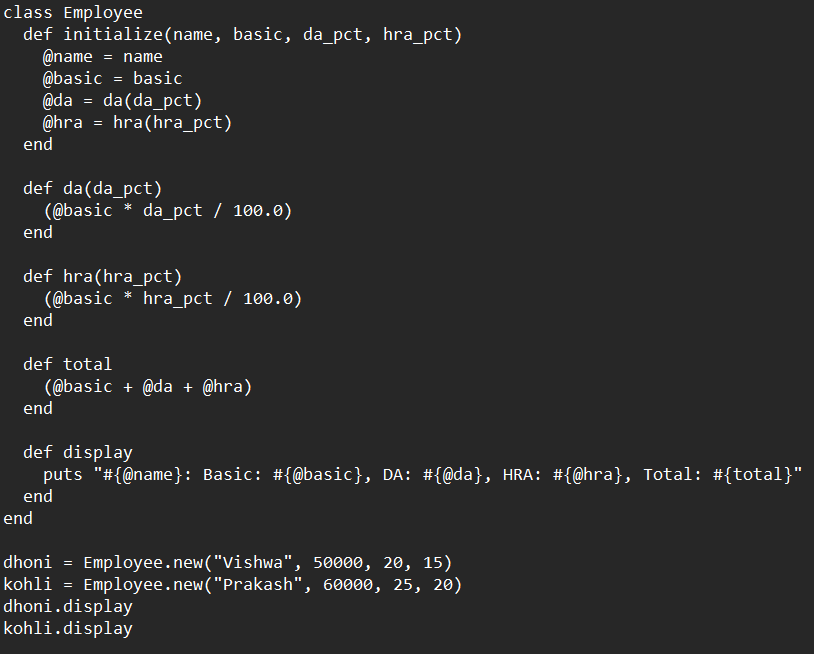 class Employee
  def initialize(name, basic, da_pct, hra_pct)
    @name = name
    @basic = basic
    @da = da(da_pct)
    @hra = hra(hra_pct)
  end

  def da(da_pct)
    (@basic * da_pct / 100.0)
  end

  def hra(hra_pct)
    (@basic * hra_pct / 100.0)
  end

  def total
    (@basic + @da + @hra)
  end

  def display
    puts "#{@name}: Basic: #{@basic}, DA: #{@da}, HRA: #{@hra}, Total: #{total}"
  end
end

dhoni = Employee.new("Vishwa", 50000, 20, 15)
kohli = Employee.new("Prakash", 60000, 25, 20)
dhoni.display
kohli.display